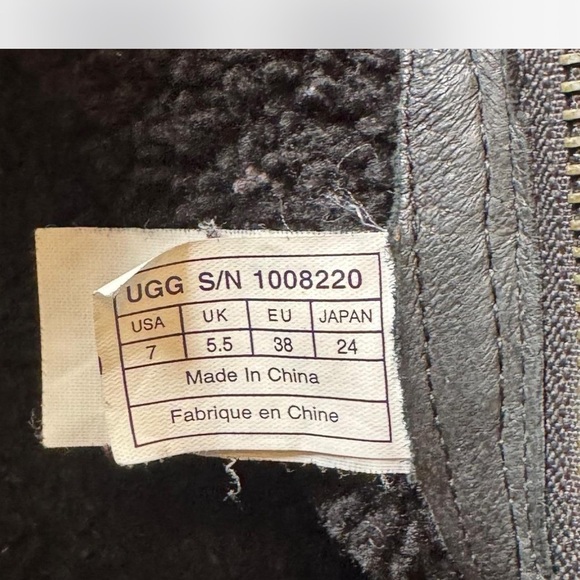 UGG S/N 1008220
USA UK EU JAPAN
7 5.5 38 24
Made In China
Fabrique en Chine